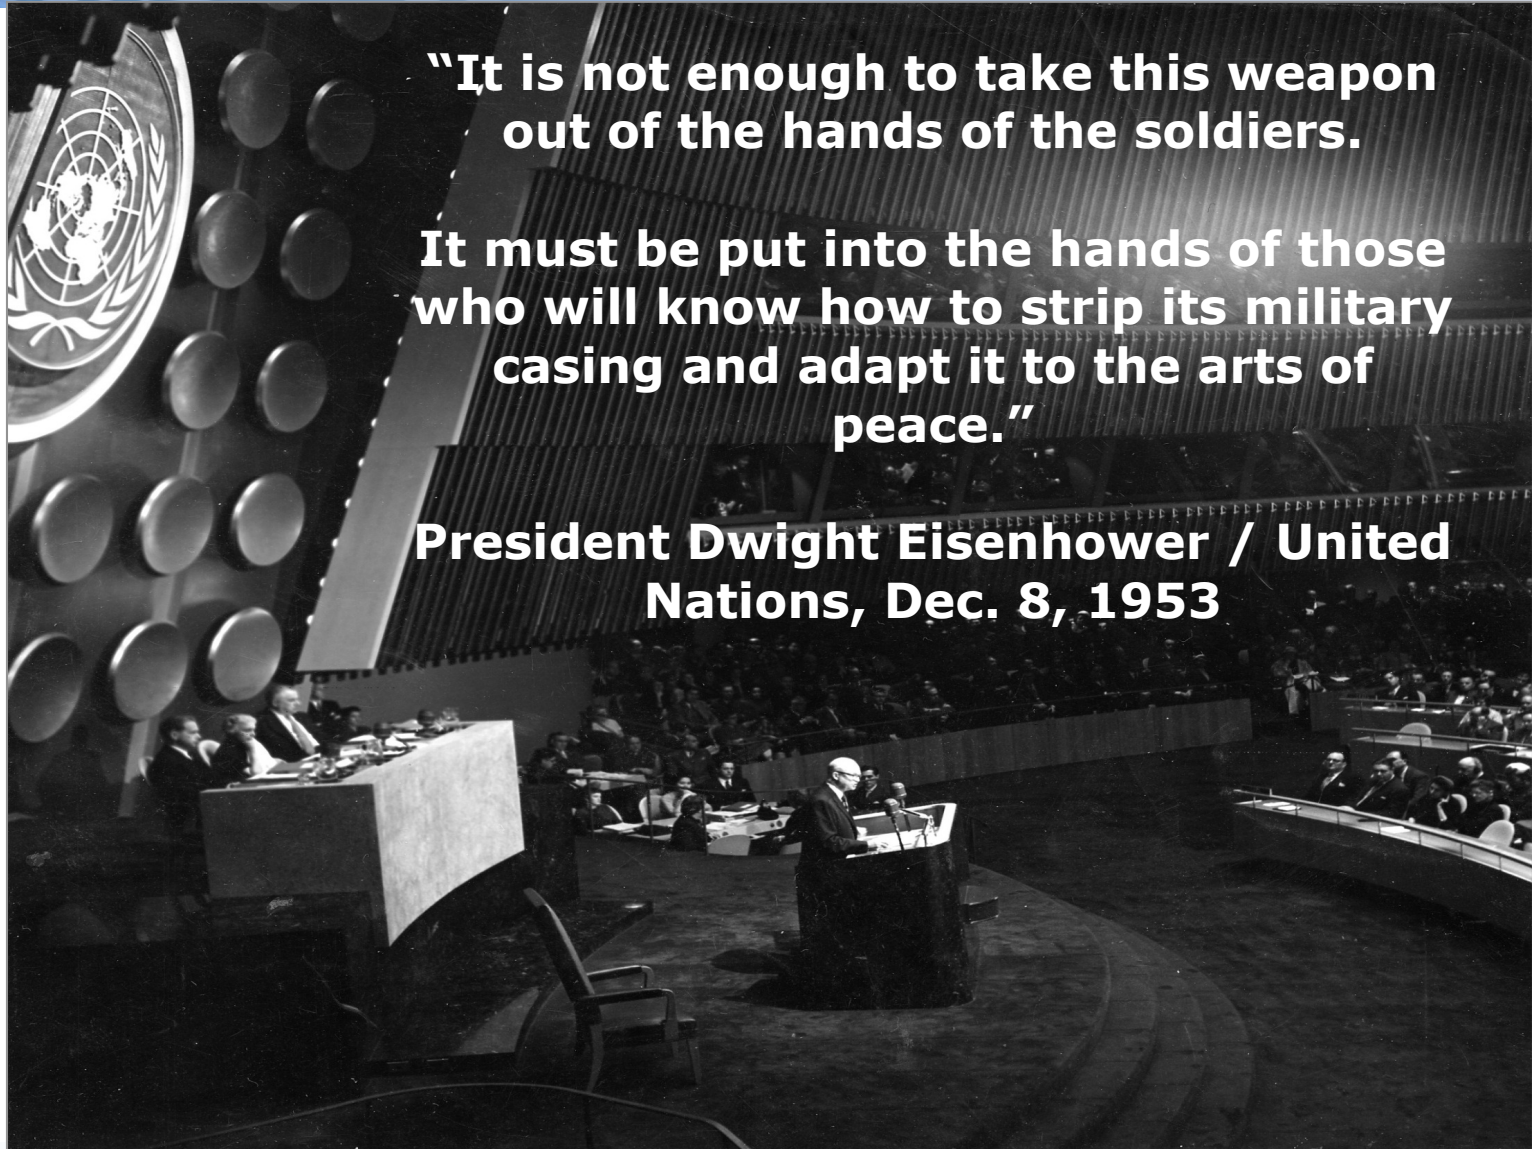 “It is not enough to take this weapon
out of the hands of the soldiers.
It must be put into the hands of those
who will know how to strip its military
casing and adapt it to the arts of
peace.”
President Dwight Eisenhower / United
Nations, Dec. 8, 1953